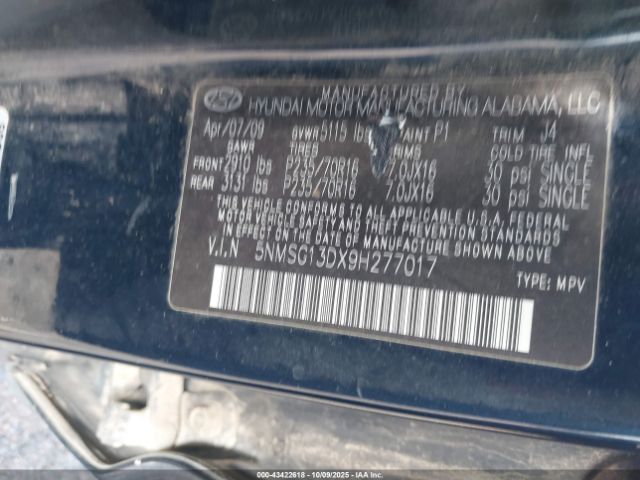 MANUFACTURED BY
HYUNDAI MOTOR MANUFACTURING ALABAMA, LLC
Apr/07/09 GVWR 5115 lbs PAINT P1 TRIM J4
GAWR TIRES RIMS COLD TIRE INFL
FRONT 2910 lbs P235/70R16 7.0JX16 30 psi SINGLE
REAR 3131 lbs P235/70R16 7.0JX16 30 psi SINGLE
THIS VEHICLE CONFORMS TO ALL APPLICABLE U.S.A. FEDERAL
MOTOR VEHICLE SAFETY AND THEFT PREVENTION STANDARDS IN
EFFECT ON THE DATE OF MANUFACTURE SHOWN ABOVE
V.I.N 5NMSG13DX9H277017
TYPE: MPV
© IAA 43422618 10/09/2025 IAA